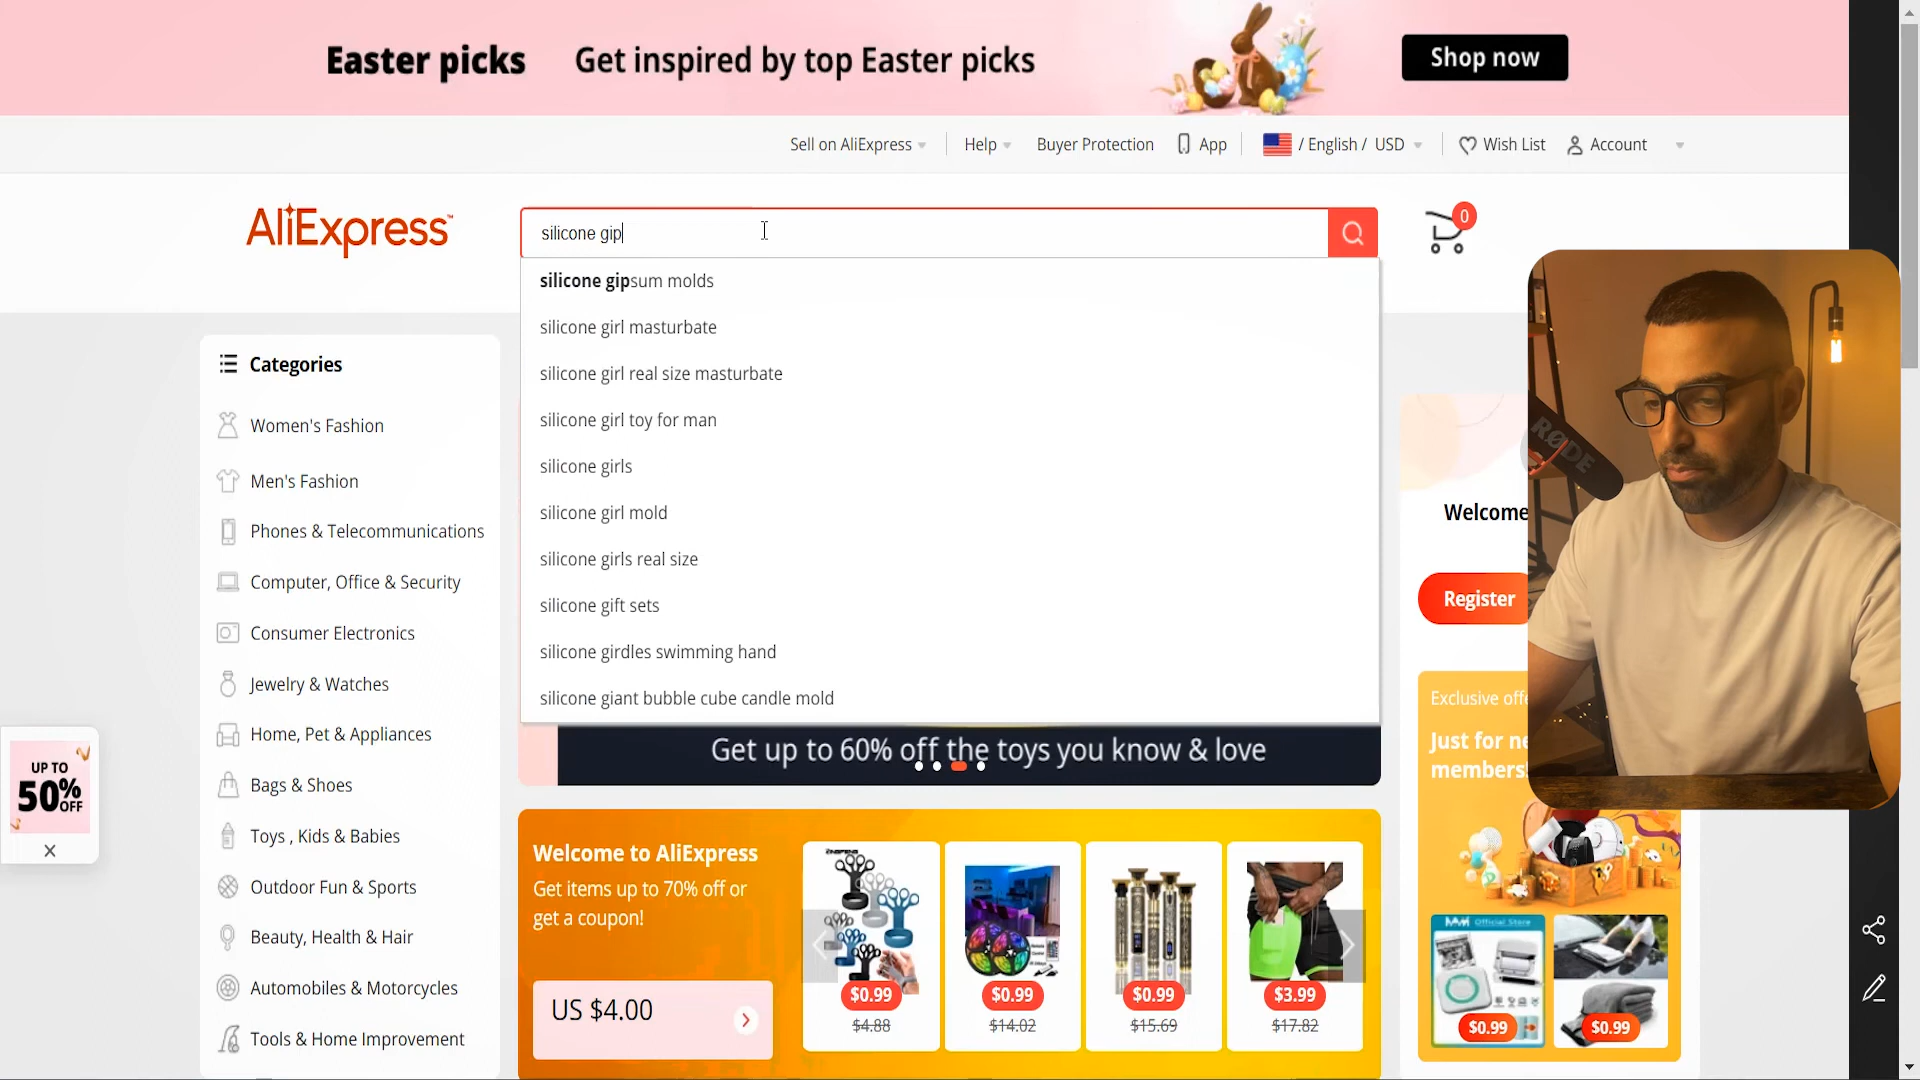 Easter picks
Get inspired by top Easter picks
Shop now
Sell on AliExpress
Help
Buyer Protection
App
/ English / USD
Wish List
Account
AliExpress™
silicone gip
0
silicone gipsum molds
silicone girl masturbate
silicone girl real size masturbate
silicone girl toy for man
silicone girls
silicone girl mold
silicone girls real size
silicone gift sets
silicone girdles swimming hand
silicone giant bubble cube candle mold
Categories
Women's Fashion
Men's Fashion
Phones & Telecommunications
Computer, Office & Security
Consumer Electronics
Jewelry & Watches
Home, Pet & Appliances
Bags & Shoes
Toys , Kids & Babies
Outdoor Fun & Sports
Beauty, Health & Hair
Automobiles & Motorcycles
Tools & Home Improvement
UP TO
50% OFF
Get up to 60% off the toys you know & love
Welcome to AliExpress
Get items up to 70% off or
get a coupon!
US $4.00
$0.99
$4.88
$0.99
$14.02
$0.99
$15.69
$3.99
$17.82
Welcome
Register
RØDE
Exclusive offe
Just for ne
members
Official Store
$0.99
$0.99